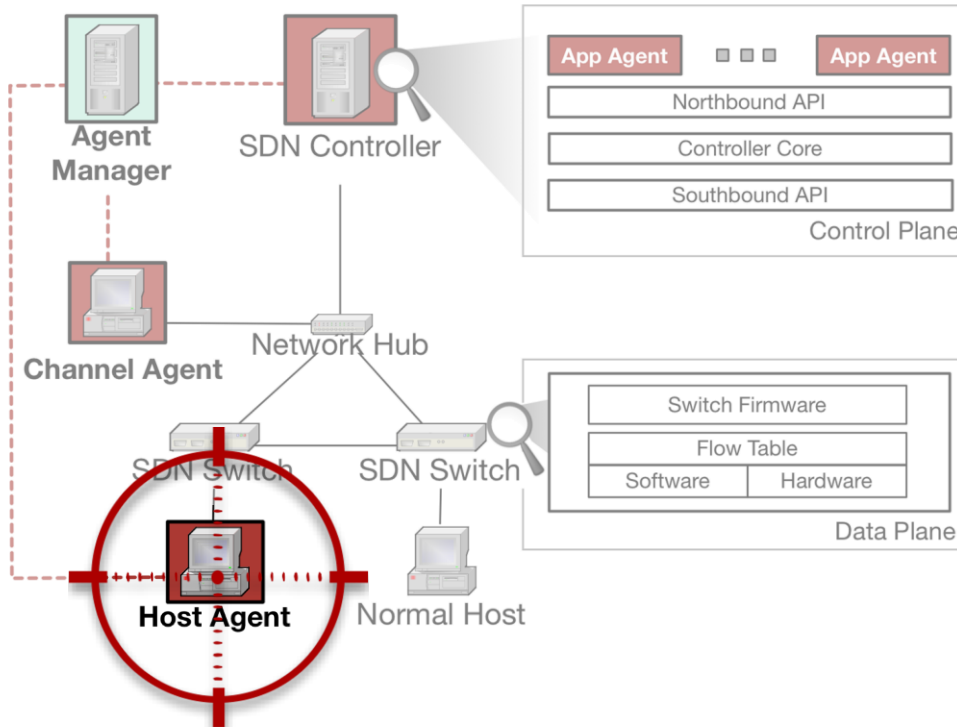 Agent
Manager
SDN Controller
App Agent
App Agent
Northbound API
Controller Core
Southbound API
Control Plane
Channel Agent
Network Hub
SDN Switch
SDN Switch
Switch Firmware
Flow Table
Software
Hardware
Data Plane
Host Agent
Normal Host